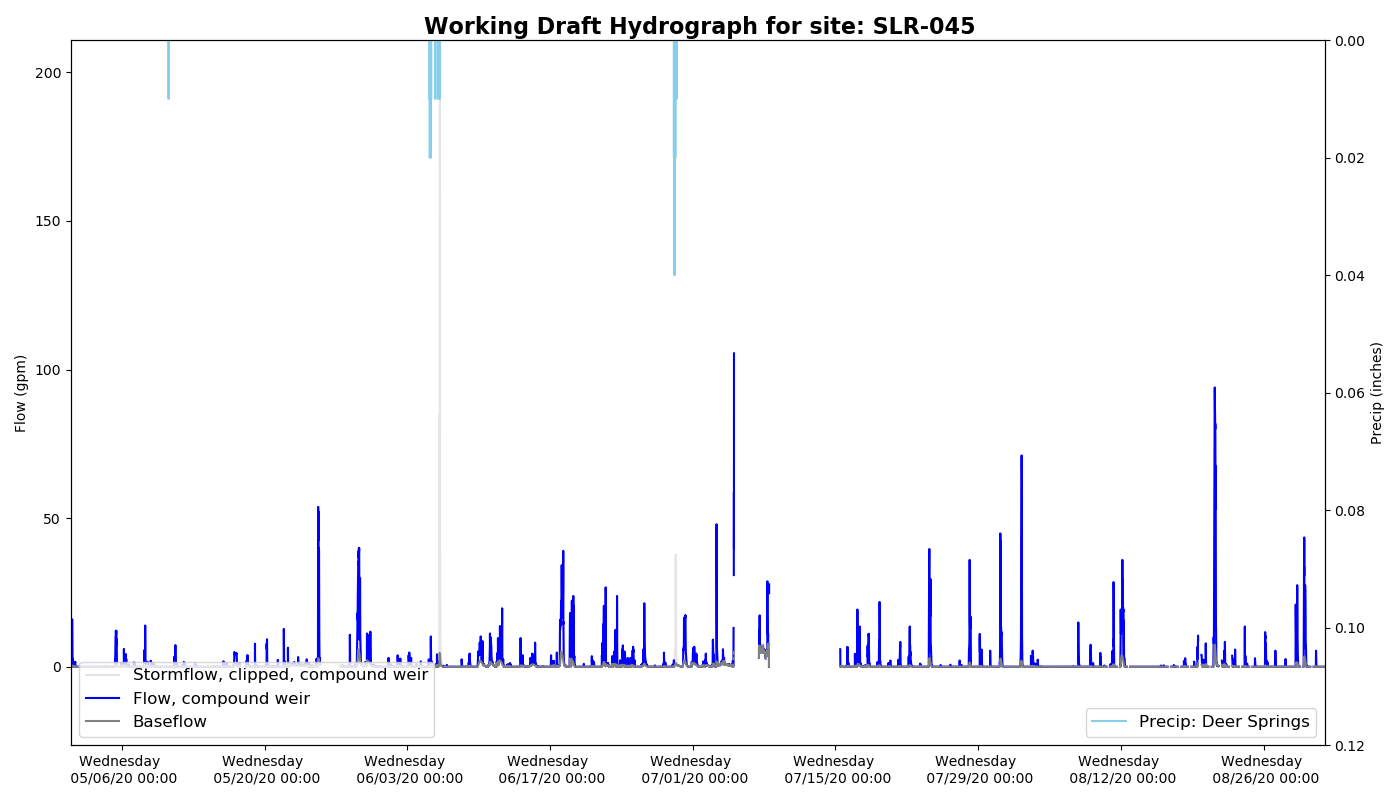 Working Draft Hydrograph for site: SLR-045
Flow (gpm)
200
150
100
50
0
0.00
0.02
0.04
0.06
0.08
0.10
0.12
Precip (inches)
Stormflow, clipped, compound weir
Flow, compound weir
Baseflow
Precip: Deer Springs
Wednesday
05/06/20 00:00
Wednesday
05/20/20 00:00
Wednesday
06/03/20 00:00
Wednesday
06/17/20 00:00
Wednesday
07/01/20 00:00
Wednesday
07/15/20 00:00
Wednesday
07/29/20 00:00
Wednesday
08/12/20 00:00
Wednesday
08/26/20 00:00